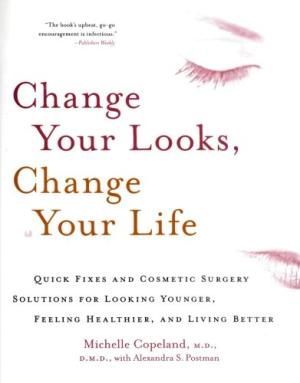 "The book's upbeat, go-go
encouragement is infectious."
—Publishers Weekly
Change
Your Looks,
Change
Your Life
Quick Fixes and Cosmetic Surgery
Solutions for Looking Younger,
Feeling Healthier, and Living Better
Michelle Copeland, M.D.,
D.M.D., with Alexandra S. Postman